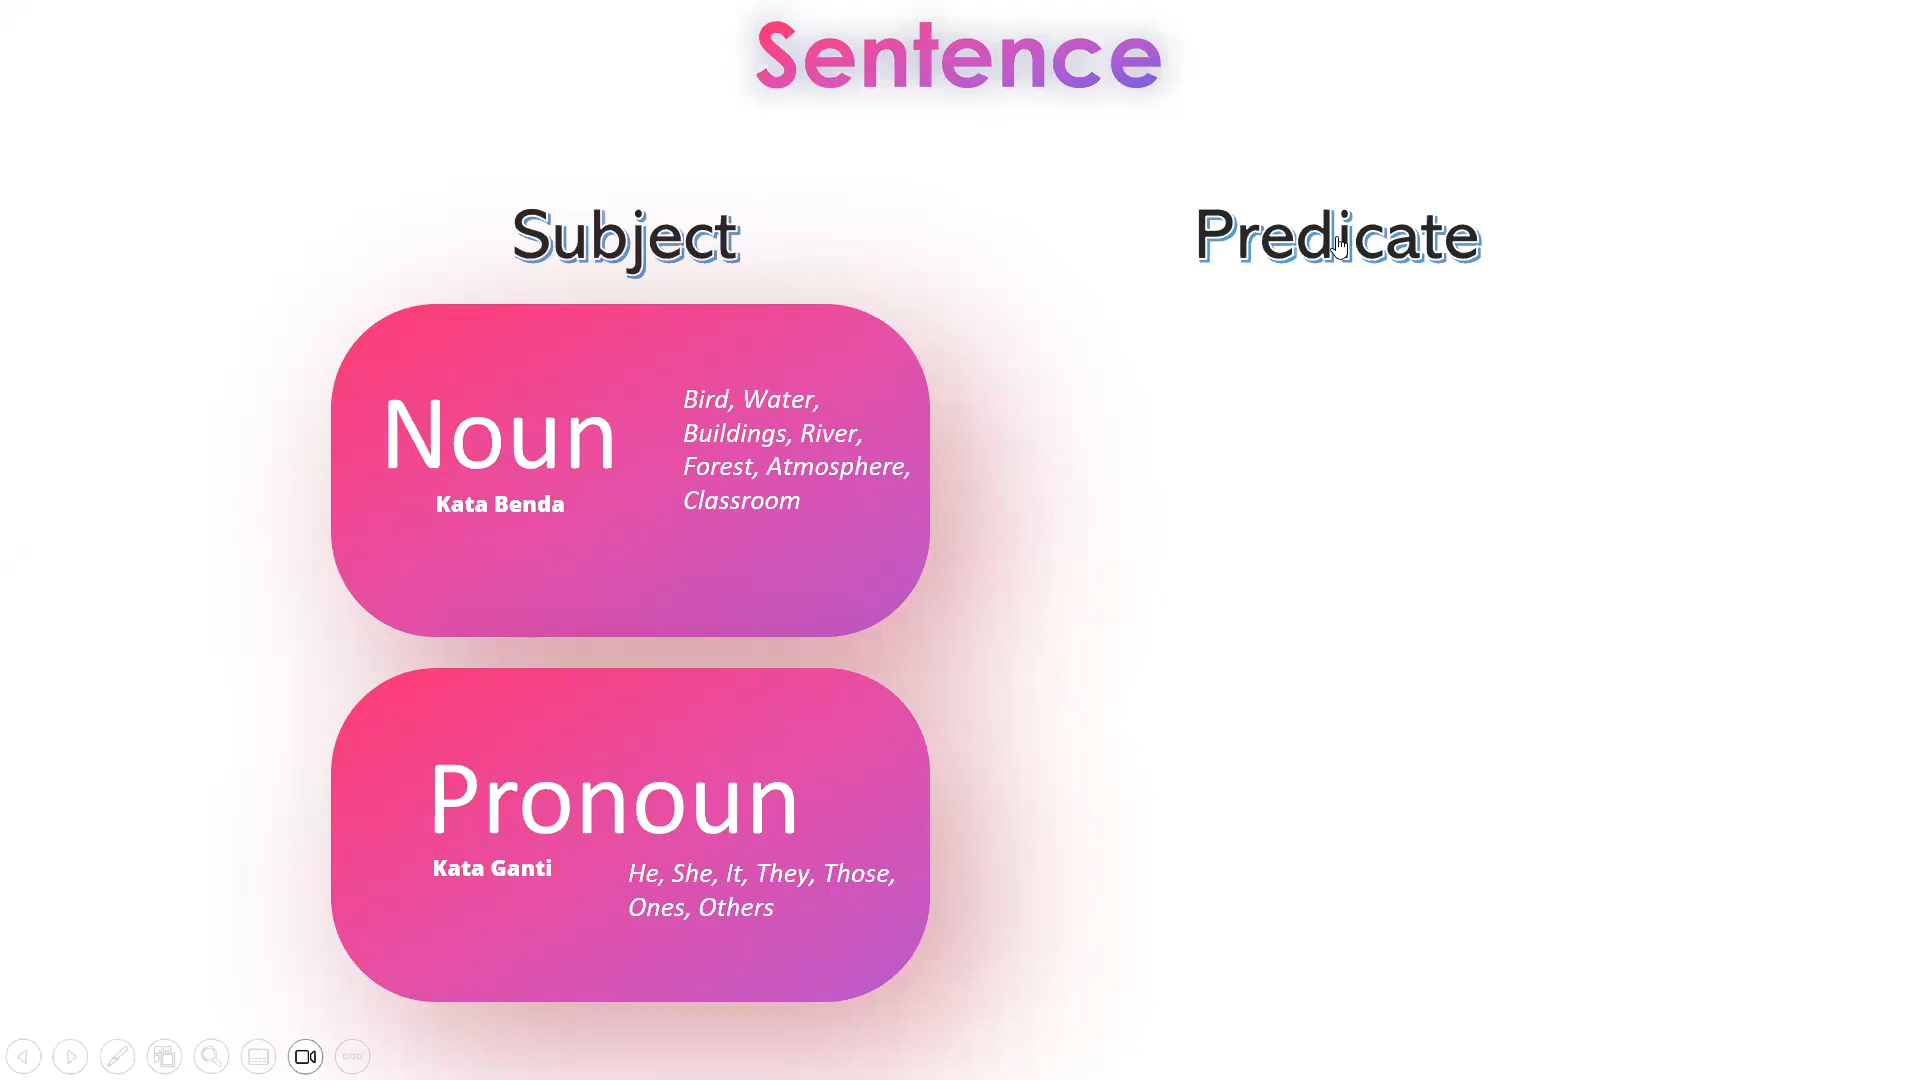 Sentence
Subject
Predicate
Noun
Kata Benda
Bird, Water,
Buildings, River,
Forest, Atmosphere,
Classroom
Pronoun
Kata Ganti
He, She, It, They, Those,
Ones, Others